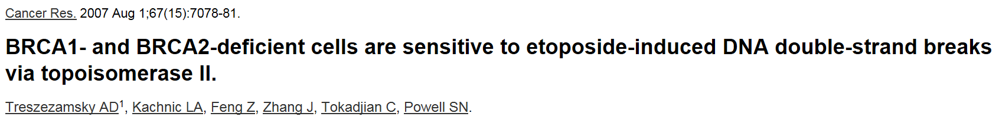 Cancer Res. 2007 Aug 1;67(15):7078-81.
BRCA1- and BRCA2-deficient cells are sensitive to etoposide-induced DNA double-strand breaks
via topoisomerase II.
Treszezamsky AD1, Kachnic LA, Feng Z, Zhang J, Tokadjian C, Powell SN.